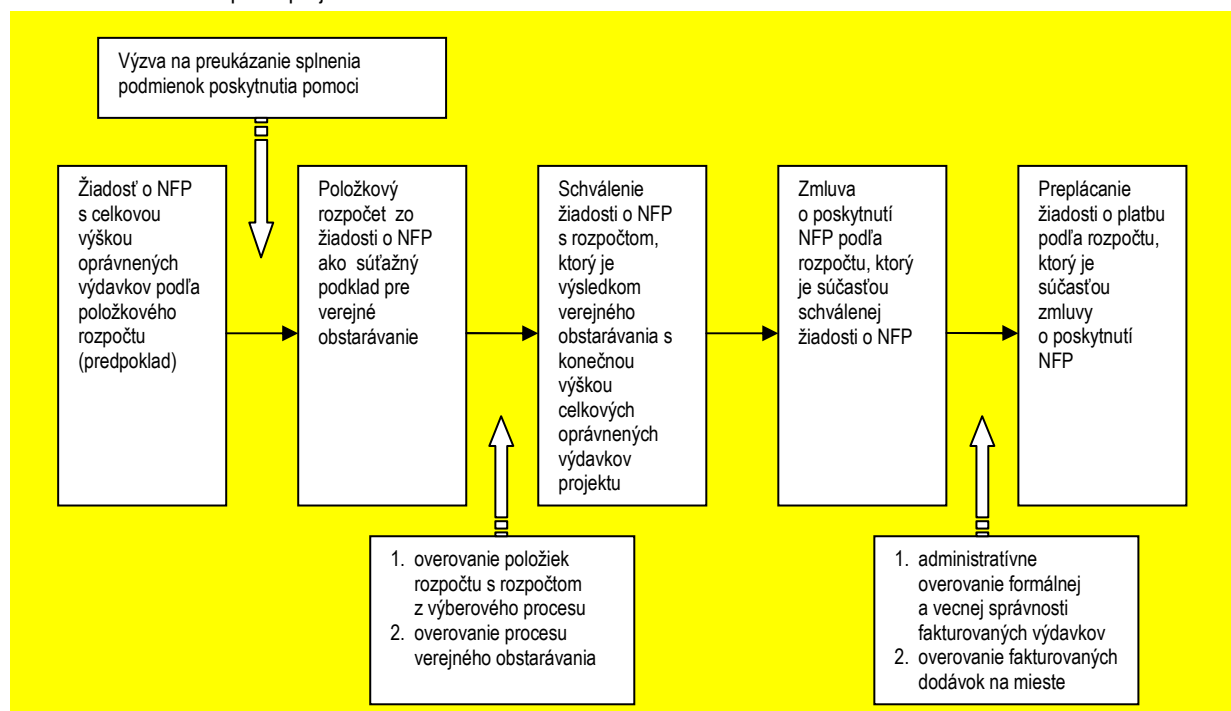 Výzva na preukázanie splnenia
podmienok poskytnutia pomoci
Žiadosť o NFP
s celkovou
výškou
oprávnených
výdavkov podľa
položkového
rozpočtu
(predpoklad)
Položkový
rozpočet zo
žiadosti o NFP
ako súťažný
podklad pre
verejné
obstarávanie
Schválenie
žiadosti o NFP
s rozpočtom,
ktorý je
výsledkom
verejného
obstarávania s
konečnou
výškou
celkových
oprávnených
výdavkov
projektu
Zmluva
o poskytnutí
NFP podľa
rozpočtu, ktorý
je súčasťou
schválenej
žiadosti o NFP
Preplácanie
žiadosti o platbu
podľa rozpočtu,
ktorý je
súčasťou
zmluvy
o poskytnutí
NFP
1. overovanie položiek
rozpočtu s rozpočtom
z výberového procesu
2. overovanie procesu
verejného obstarávania
1. administratívne
overovanie formálnej
a vecnej správnosti
fakturovaných výdavkov
2. overovanie fakturovaných
dodávok na mieste